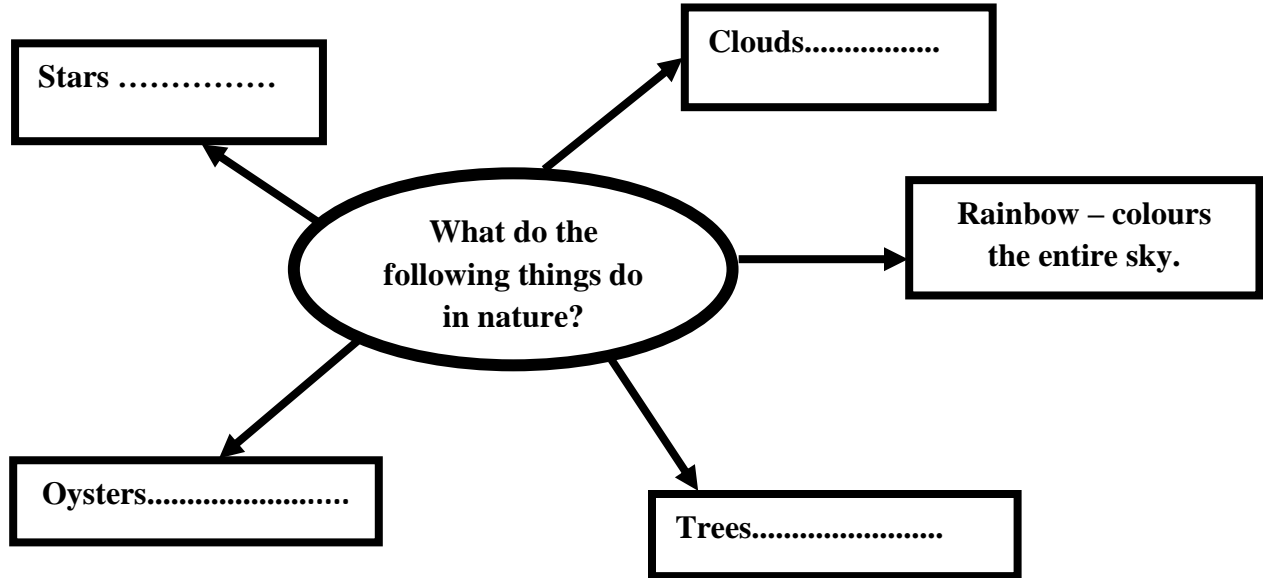 Clouds.................
Stars ……………
Rainbow – colours
the entire sky.
What do the
following things do
in nature?
Oysters..........................
Trees........................